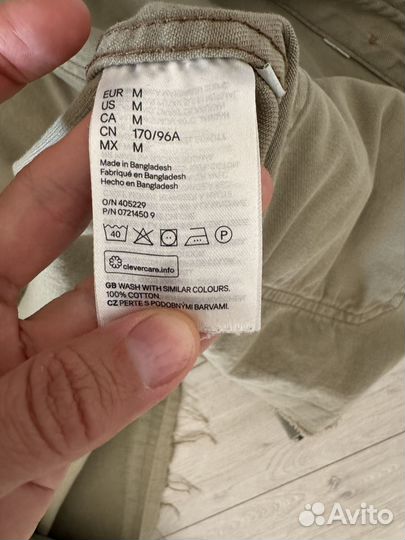 EUR M
US M
CA M
CN 170/96A
MX M
Made in Bangladesh
Fabriqué en Bangladesh
Hecho en Bangladesh
O/N 405229
P/N 0721450 9
40 P
clevercare.info
GB WASH WITH SIMILAR COLOURS.
100% COTTON.
CZ PERTE S PODOBNÝMI BARVAMI.
Avito